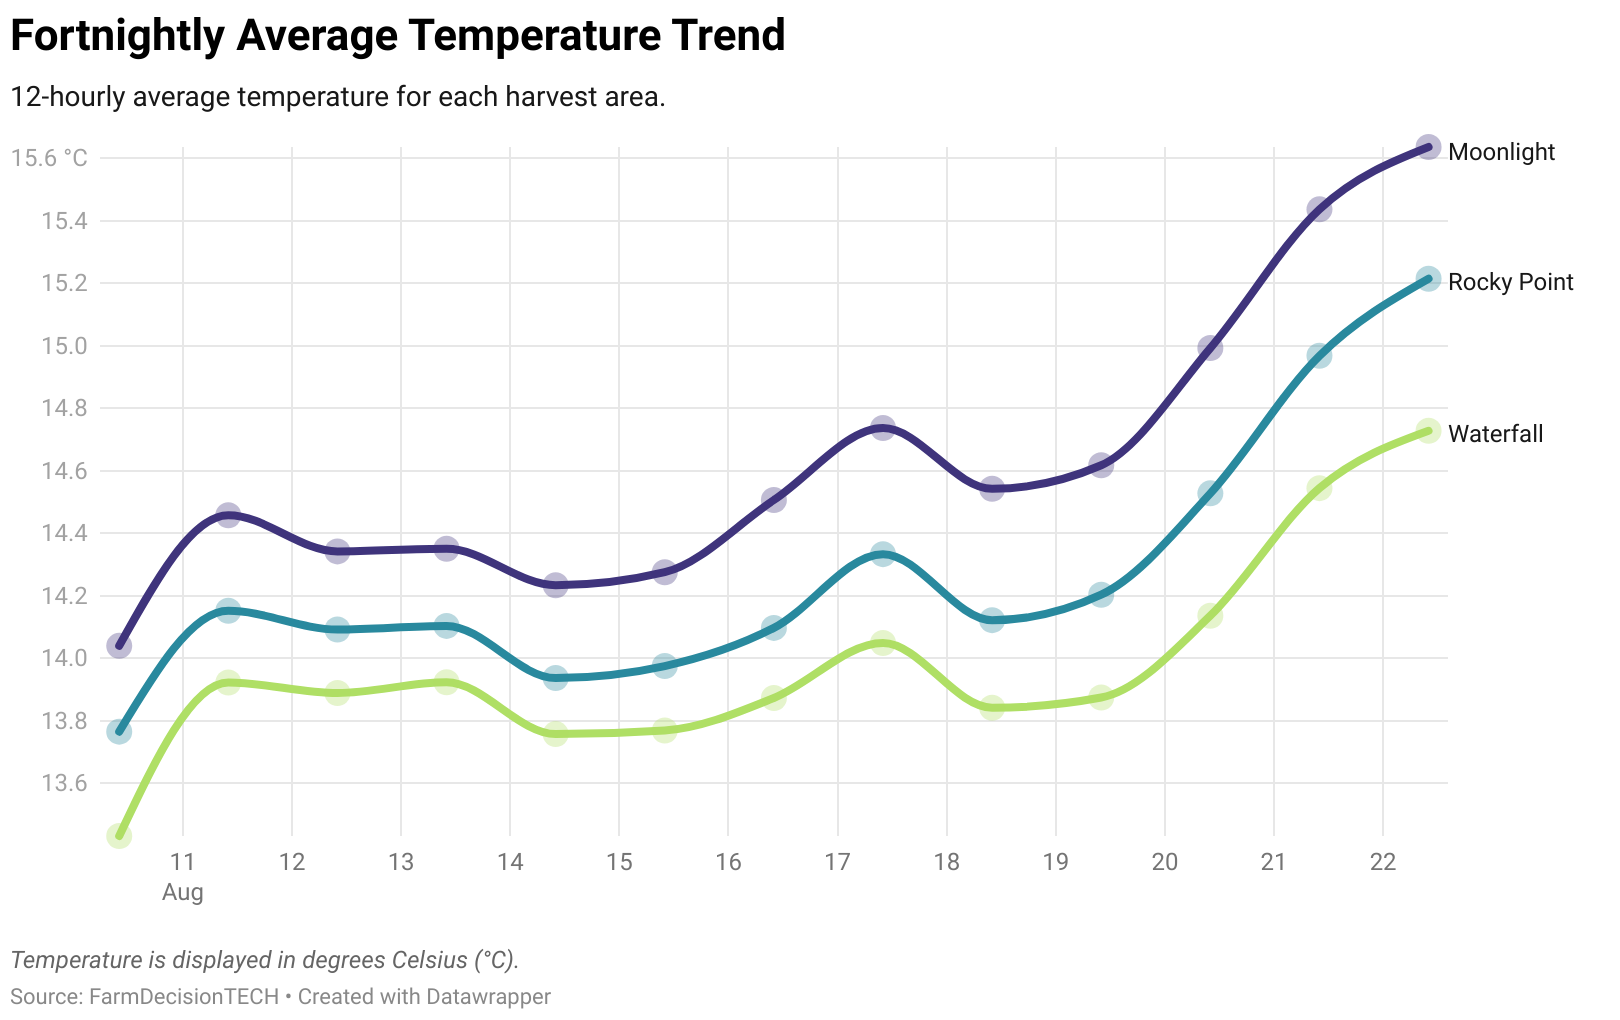 Fortnightly Average Temperature Trend
12-hourly average temperature for each harvest area.
15.6 °C
15.4
15.2
15.0
14.8
14.6
14.4
14.2
14.0
13.8
13.6
Moonlight
Rocky Point
Waterfall
11 12 13 14 15 16 17 18 19 20 21 22
Aug
Temperature is displayed in degrees Celsius (°C).
Source: FarmDecisionTECH • Created with Datawrapper